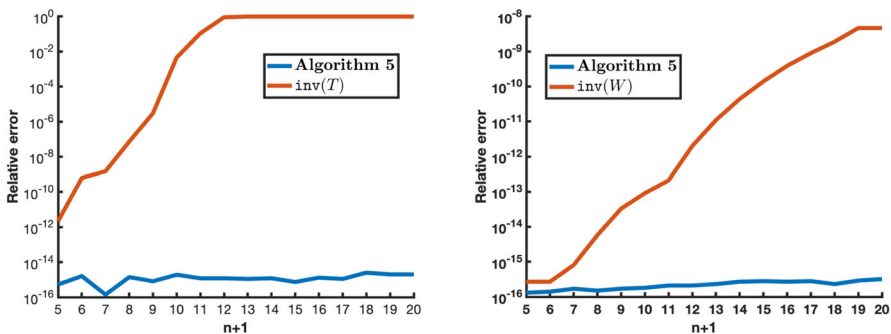 Relative error
10^0
10^-2
10^-4
10^-6
10^-8
10^-10
10^-12
10^-14
10^-16
Algorithm 5
inv(T)
5 6 7 8 9 10 11 12 13 14 15 16 17 18 19 20
n+1
Relative error
10^-8
10^-9
10^-10
10^-11
10^-12
10^-13
10^-14
10^-15
10^-16
Algorithm 5
inv(W)
5 6 7 8 9 10 11 12 13 14 15 16 17 18 19 20
n+1